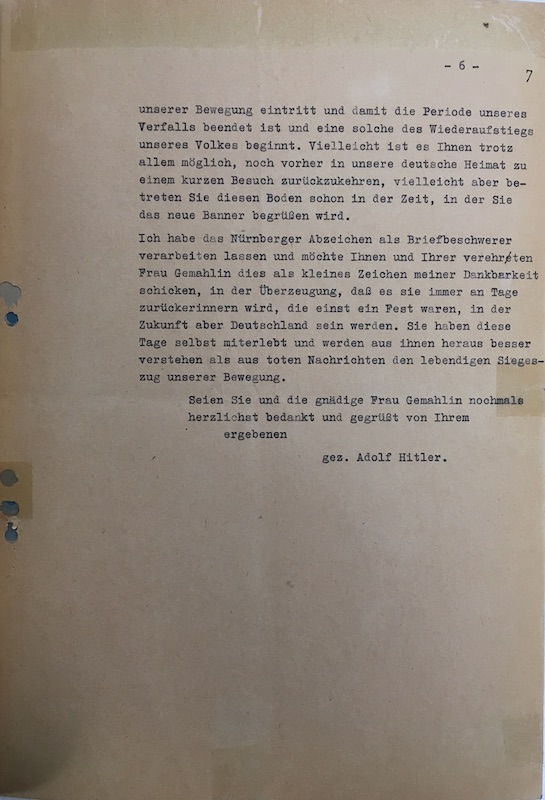 - 6 -
7
unserer Bewegung eintritt und damit die Periode unseres
Verfalls beendet ist und eine solche des Wiederaufstiegs
unseres Volkes beginnt. Vielleicht ist es Ihnen trotz
allem möglich, noch vorher in unsere deutsche Heimat zu
einem kurzen Besuch zurückzukehren, vielleicht aber be-
treten Sie diesen Boden schon in der Zeit, in der Sie
das neue Banner begrüßen wird.
Ich habe das Nürnberger Abzeichen als Briefbeschwerer
verarbeiten lassen und möchte Ihnen und Ihrer verehrten
Frau Gemahlin dies als kleines Zeichen meiner Dankbarkeit
schicken, in der Überzeugung, daß es sie immer an Tage
zurückerinnern wird, die einst ein Fest waren, in der
Zukunft aber Deutschland sein werden. Sie haben diese
Tage selbst miterlebt und werden aus ihnen heraus besser
verstehen als aus toten Nachrichten den lebendigen Sieges-
zug unserer Bewegung.
Seien Sie und die gnädige Frau Gemahlin nochmals
herzlichst bedankt und gegrüßt von Ihrem
ergebenen
gez. Adolf Hitler.